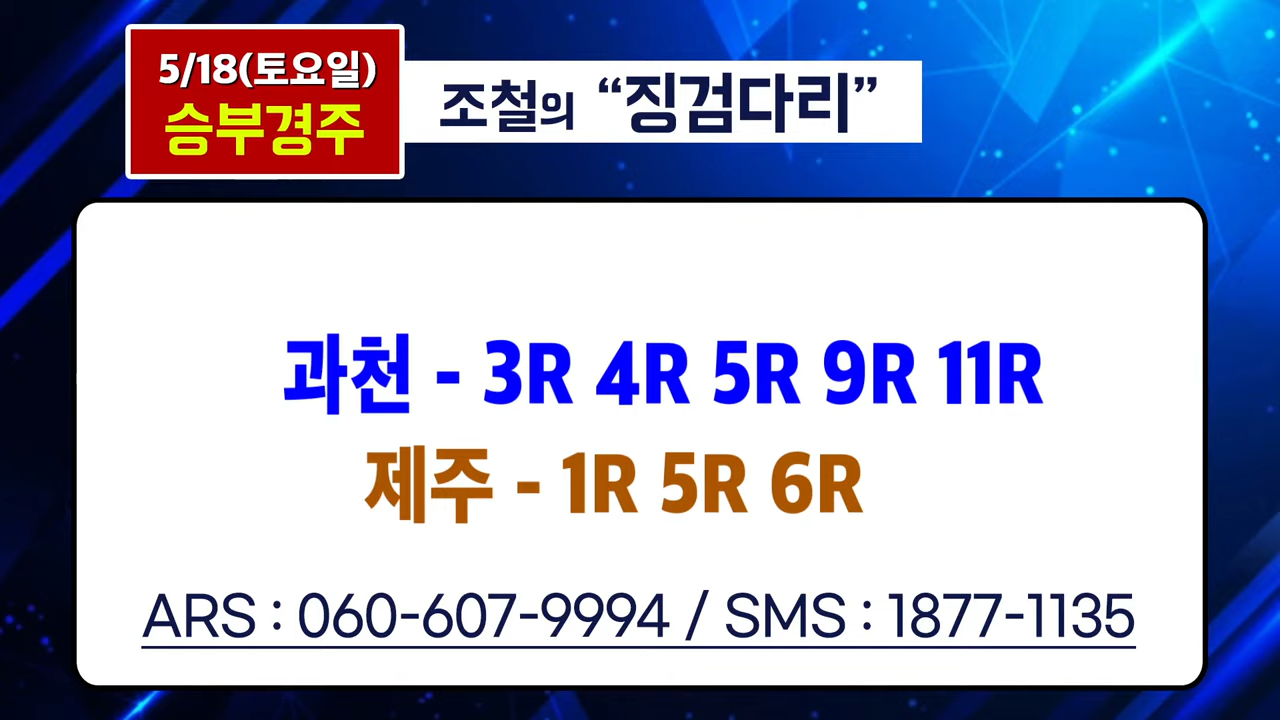 5/18(토요일)
승부경주
조철의 “징검다리”
과천 - 3R 4R 5R 9R 11R
제주 - 1R 5R 6R
ARS : 060-607-9994 / SMS : 1877-1135